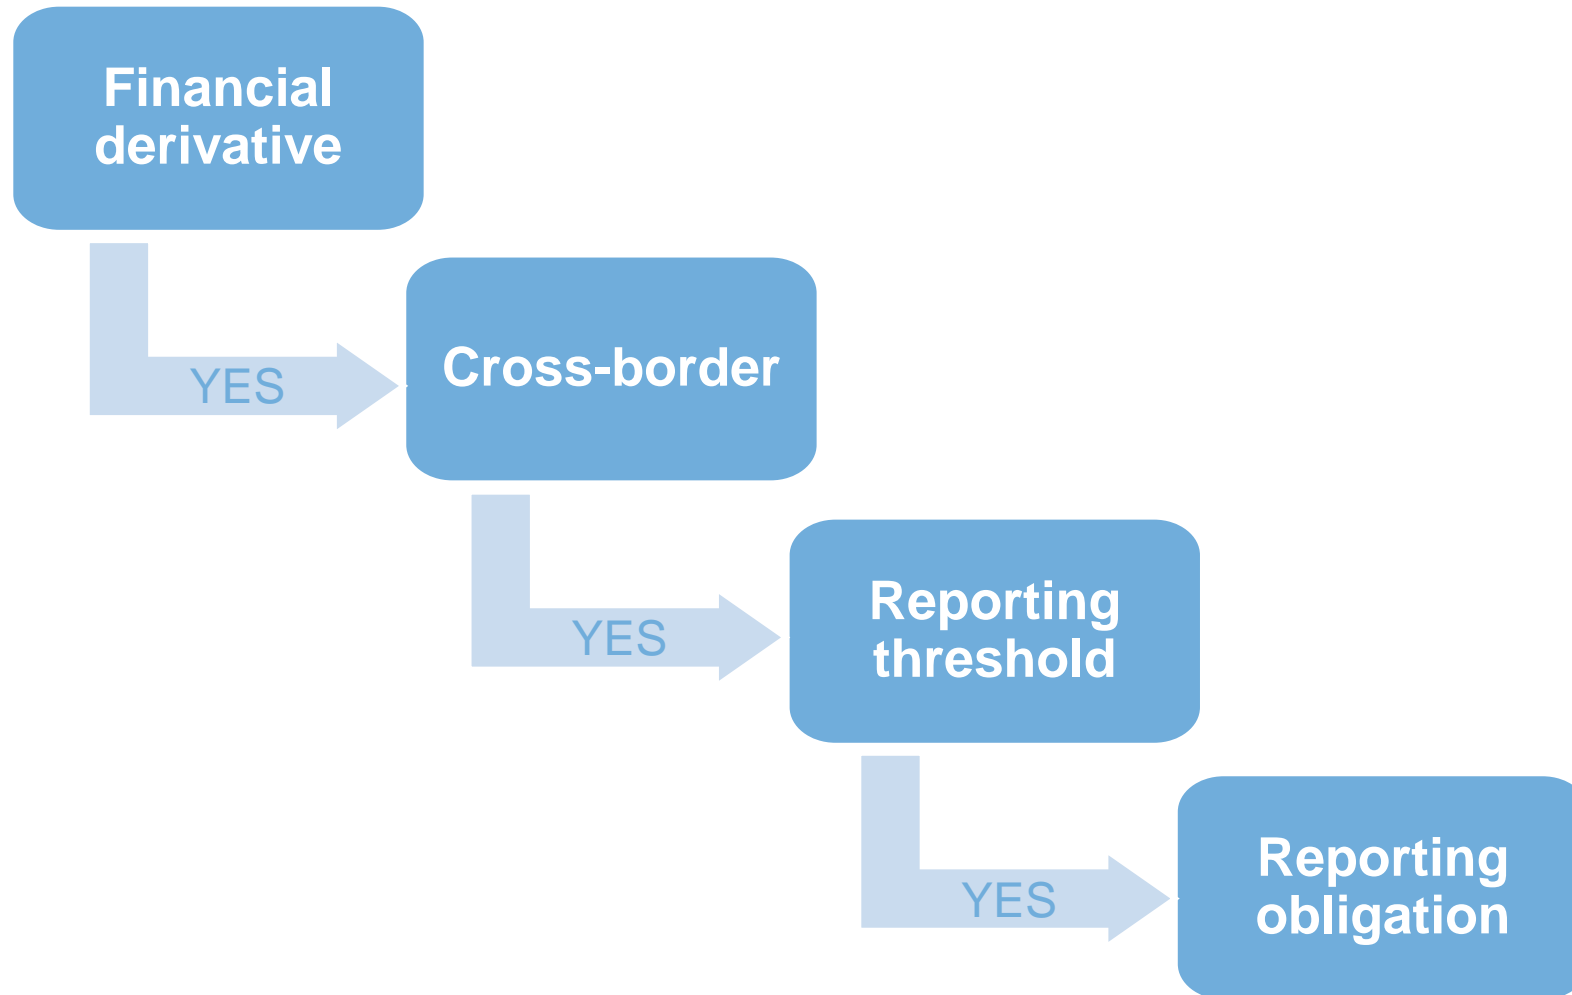 Financial
derivative
YES
Cross-border
YES
Reporting
threshold
YES
Reporting
obligation